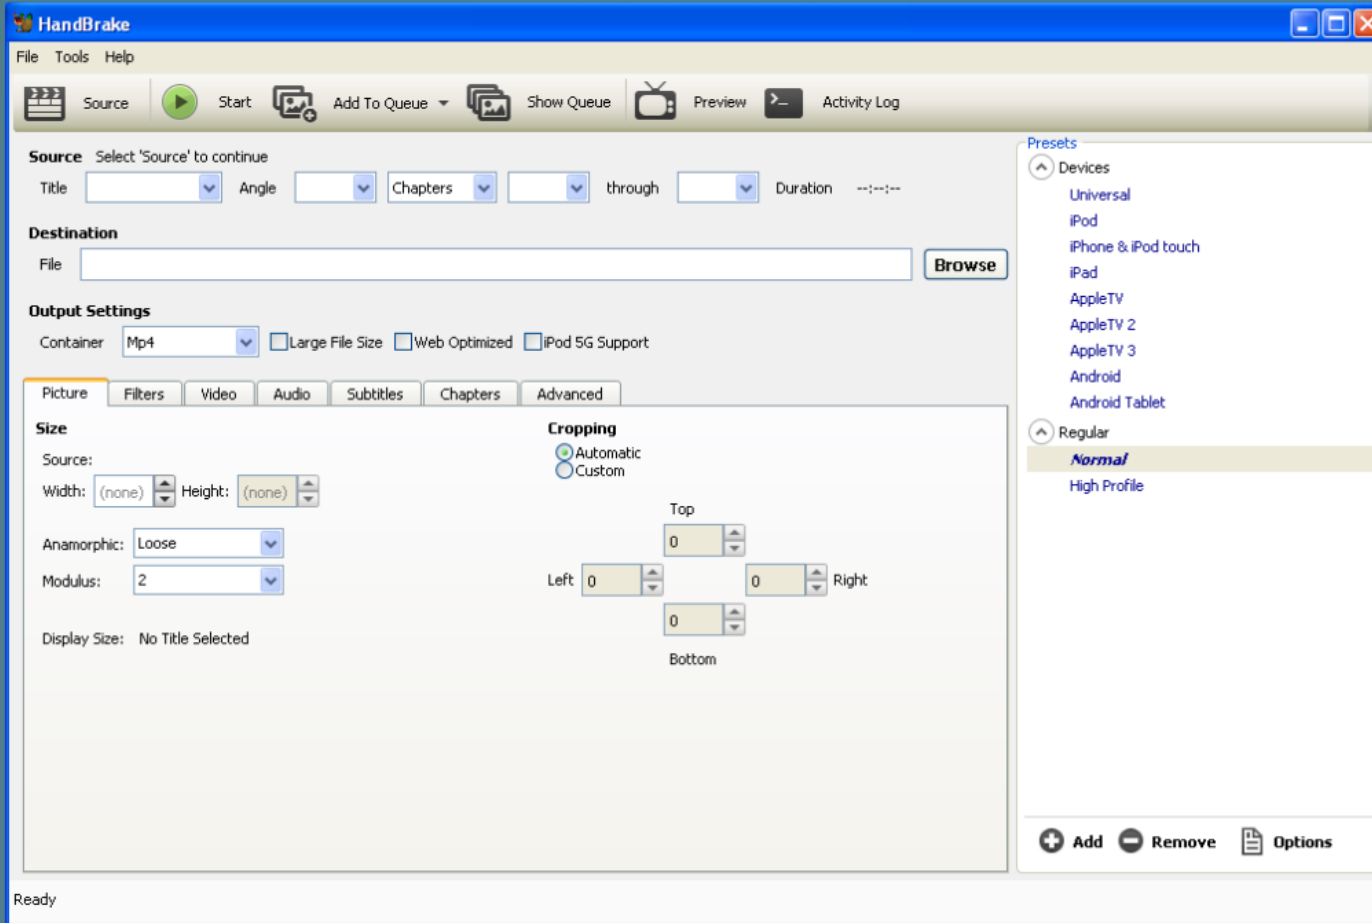 HandBrake
File Tools Help
Source Start Add To Queue Show Queue Preview Activity Log
Source Select 'Source' to continue
Title Angle Chapters through Duration --:--:--
Destination
File Browse
Output Settings
Container Mp4 Large File Size Web Optimized iPod 5G Support
Picture Filters Video Audio Subtitles Chapters Advanced
Size
Source:
Width: (none) Height: (none)
Anamorphic: Loose
Modulus: 2
Display Size: No Title Selected
Cropping
Automatic
Custom
Top
0
Left 0 0 Right
0
Bottom
Presets
Devices
Universal
iPod
iPhone & iPod touch
iPad
AppleTV
AppleTV 2
AppleTV 3
Android
Android Tablet
Regular
Normal
High Profile
Add Remove Options
Ready